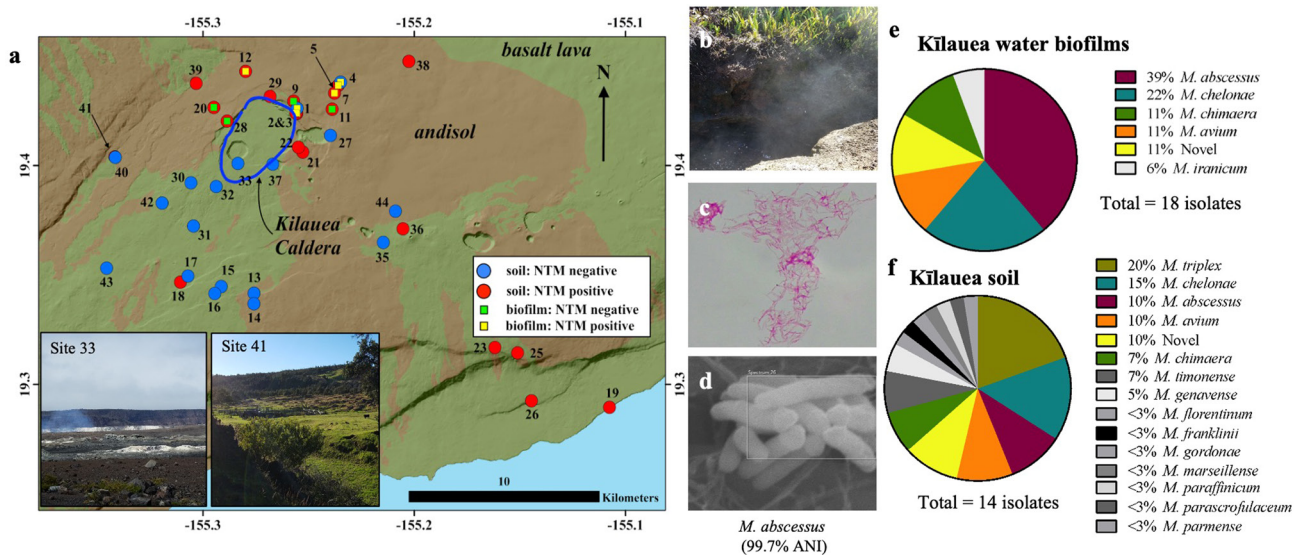 a
-155.3
-155.2
-155.1
basalt lava
N
5
12
4
38
39
29
9
7
1
20
11
28
2&3
27
andisol
41
22
21
19.4
19.4
40
33
37
30
32
42
44
Kilauea
Caldera
36
31
35
17
15
13
43
18
16
14
soil: NTM negative
soil: NTM positive
biofilm: NTM negative
biofilm: NTM positive
Site 33
Site 41
23
25
19.3
19.3
26
19
10
Kilometers
-155.3
-155.2
-155.1
b
c
d
Spectrum 26
M. abscessus
(99.7% ANI)
e
Kīlauea water biofilms
39% M. abscessus
22% M. chelonae
11% M. chimaera
11% M. avium
11% Novel
6% M. iranicum
Total = 18 isolates
f
Kīlauea soil
20% M. triplex
15% M. chelonae
10% M. abscessus
10% M. avium
10% Novel
7% M. chimaera
7% M. timonense
5% M. genavense
<3% M. florentinum
<3% M. franklinii
<3% M. gordonae
<3% M. marseillense
<3% M. paraffinicum
<3% M. parascrofulaceum
<3% M. parmense
Total = 14 isolates